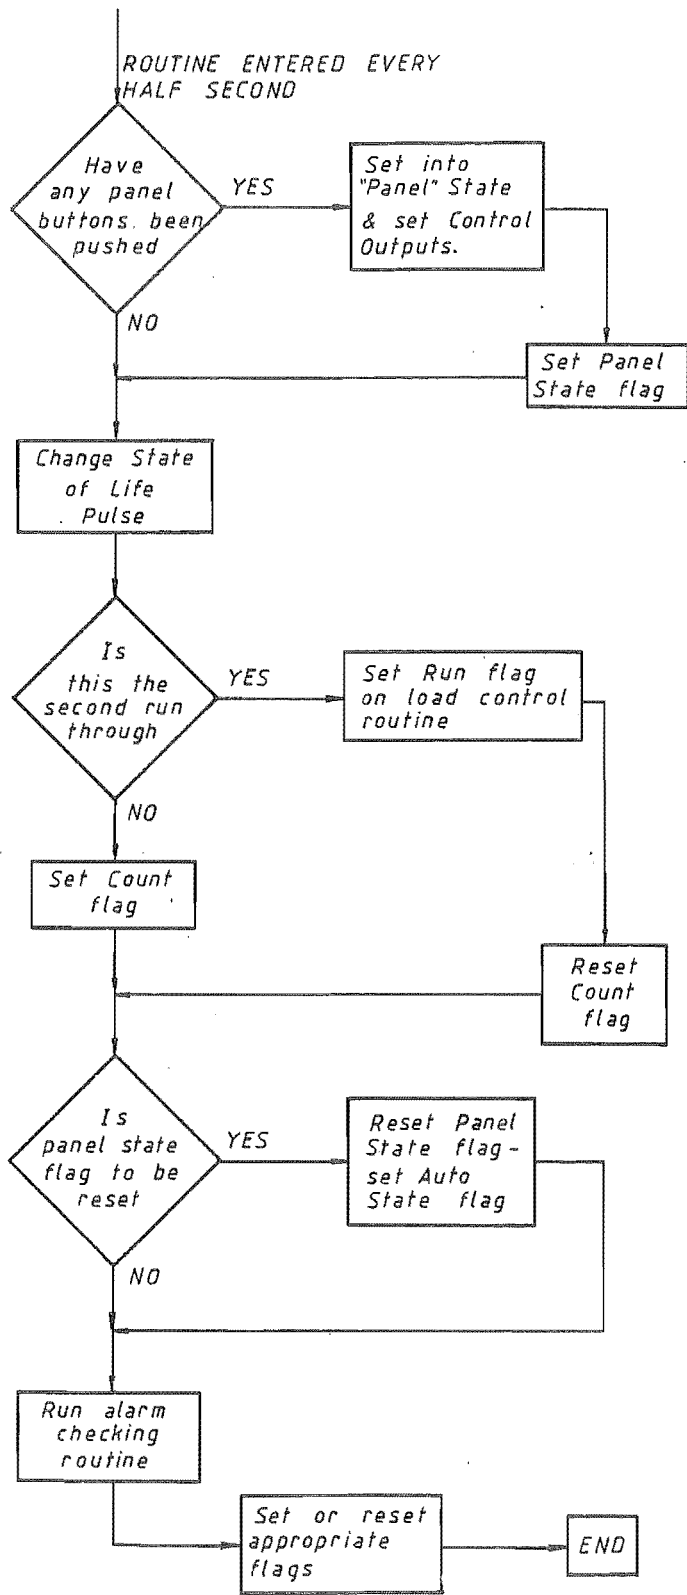 ROUTINE ENTERED EVERY
HALF SECOND
Have
any panel
buttons. been
pushed
YES
Set into
"Panel" State
& set Control
Outputs.
NO
Set Panel
State flag
Change State
of Life
Pulse
Is
this the
second run
through
YES
Set Run flag
on load control
routine
NO
Set Count
flag
Reset
Count
flag
Is
panel state
flag to be
reset
YES
Reset Panel
State flag -
set Auto
State flag
NO
Run alarm
checking
routine
Set or reset
appropriate
flags
END